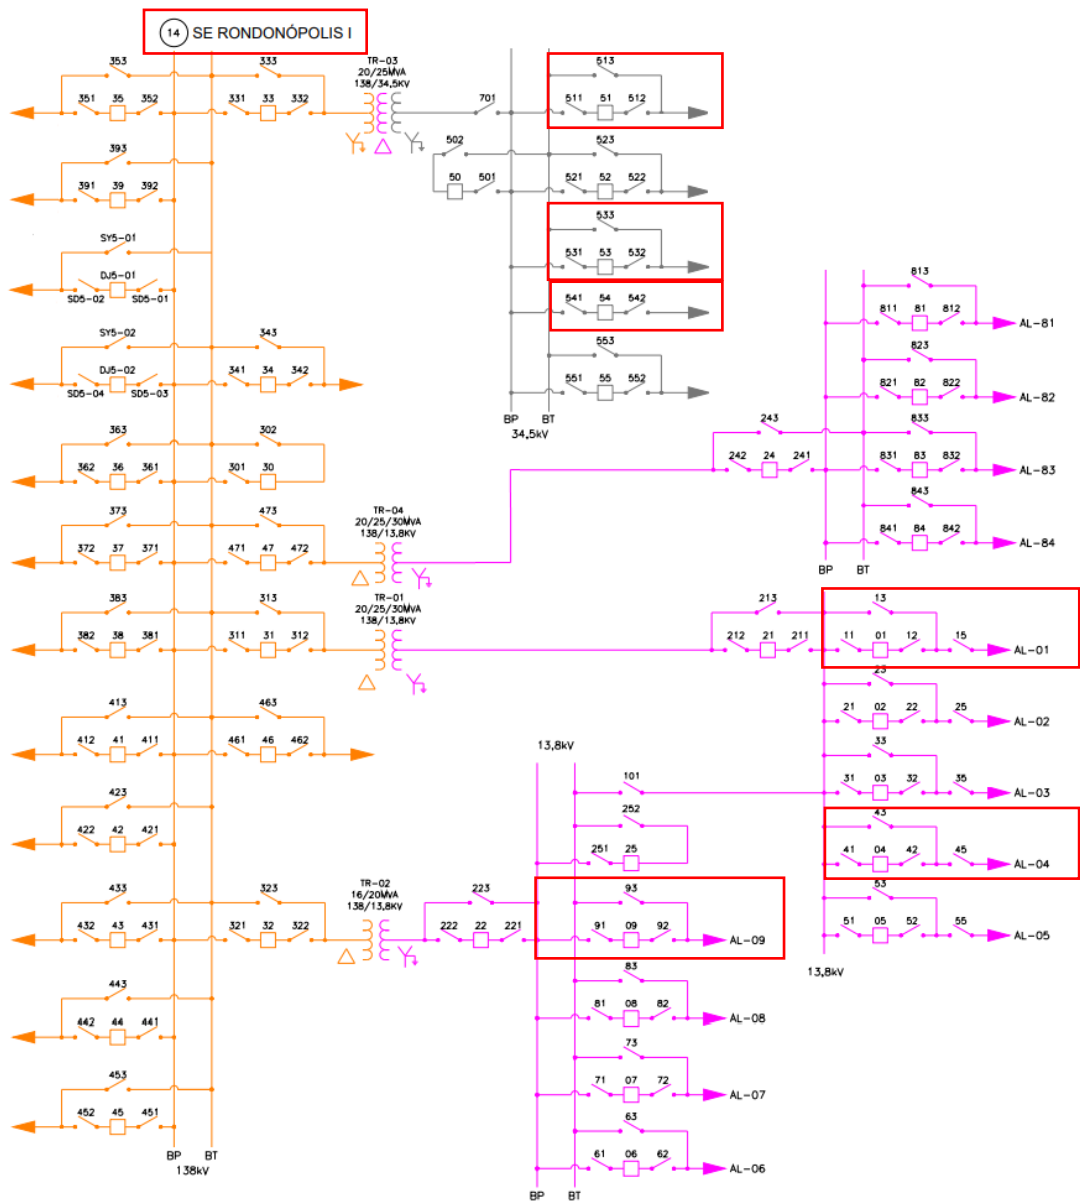 14 SE RONDONÓPOLIS I
353 333
351 35 352 331 33 332
TR-03
20/25MVA
138/34.5KV
701
513
511 51 512
502 523
50 501 521 52 522
533
531 53 532
541 54 542
553
551 55 552
BP BT
34,5kV
393
391 39 392
SY5-01
DJ5-01
SD5-02 SD5-01
SY5-02 343
DJ5-02 341 34 342
SD5-04 SD5-03
363 302
362 36 361 301 30
373 473
372 37 371 471 47 472
TR-04
20/25/30MVA
138/13,8KV
243
242 24 241
813
811 81 812 AL-81
823
821 82 822 AL-82
833
831 83 832 AL-83
843
841 84 842 AL-84
BP BT
383 313
382 38 381 311 31 312
TR-01
20/25/30MVA
138/13,8KV
213
212 21 211
13
11 01 12 15 AL-01
23
21 02 22 25 AL-02
33
31 03 32 35 AL-03
43
41 04 42 45 AL-04
53
51 05 52 55 AL-05
13,8kV
413 463
412 41 411 461 46 462
423
422 42 421
433 323
432 43 431 321 32 322
TR-02
16/20MVA
138/13,8KV
223
222 22 221
13,8kV
101
252
251 25
93
91 09 92 AL-09
83
81 08 82 AL-08
73
71 07 72 AL-07
63
61 06 62 AL-06
BP BT
443
442 44 441
453
452 45 451
BP BT
138kV